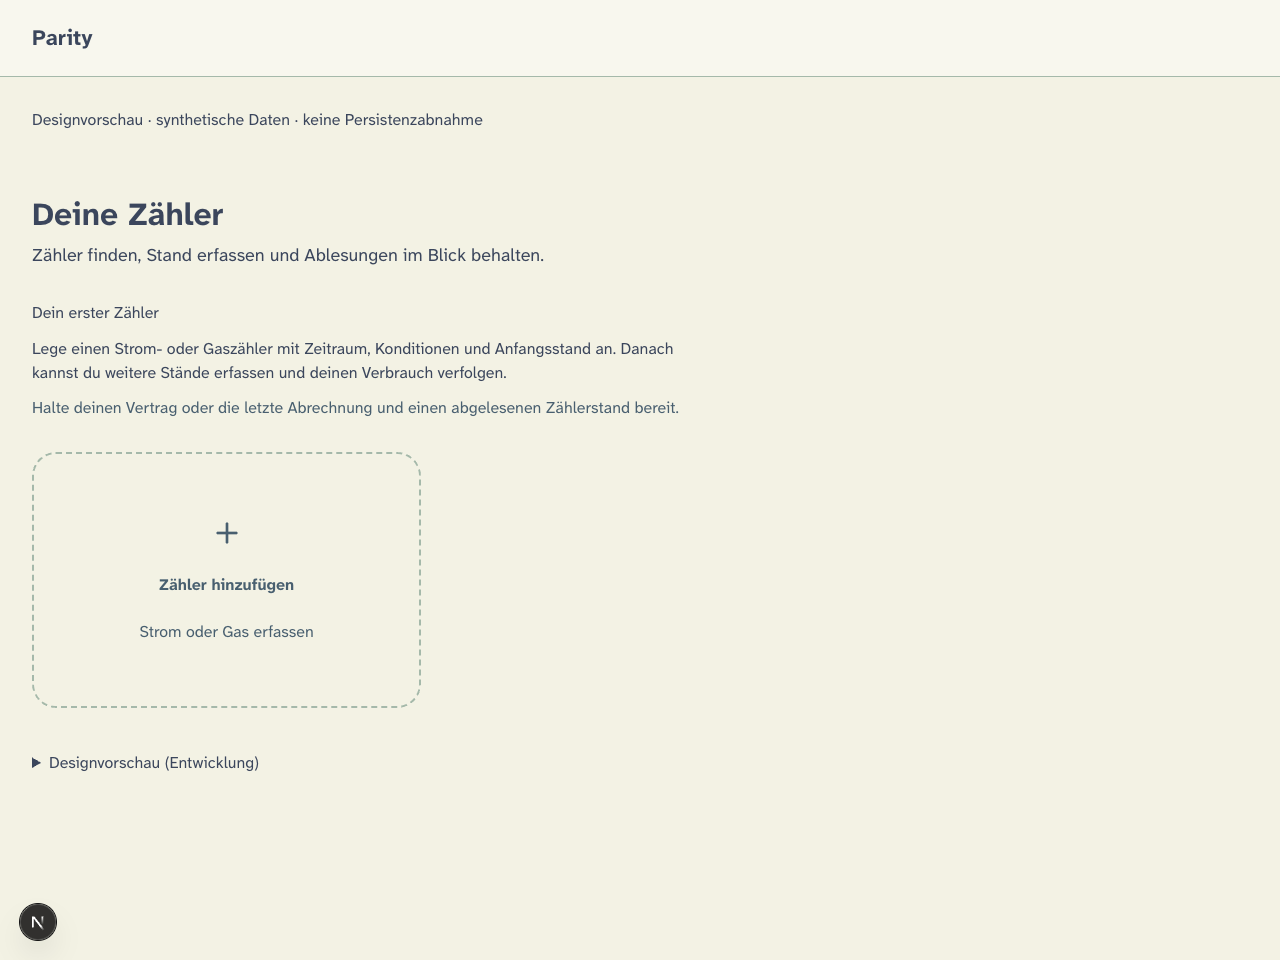 Parity
Designvorschau · synthetische Daten · keine Persistenzabnahme
Deine Zähler
Zähler finden, Stand erfassen und Ablesungen im Blick behalten.
Dein erster Zähler
Lege einen Strom- oder Gaszähler mit Zeitraum, Konditionen und Anfangsstand an. Danach
kannst du weitere Stände erfassen und deinen Verbrauch verfolgen.
Halte deinen Vertrag oder die letzte Abrechnung und einen abgelesenen Zählerstand bereit.
Zähler hinzufügen
Strom oder Gas erfassen
Designvorschau (Entwicklung)
N